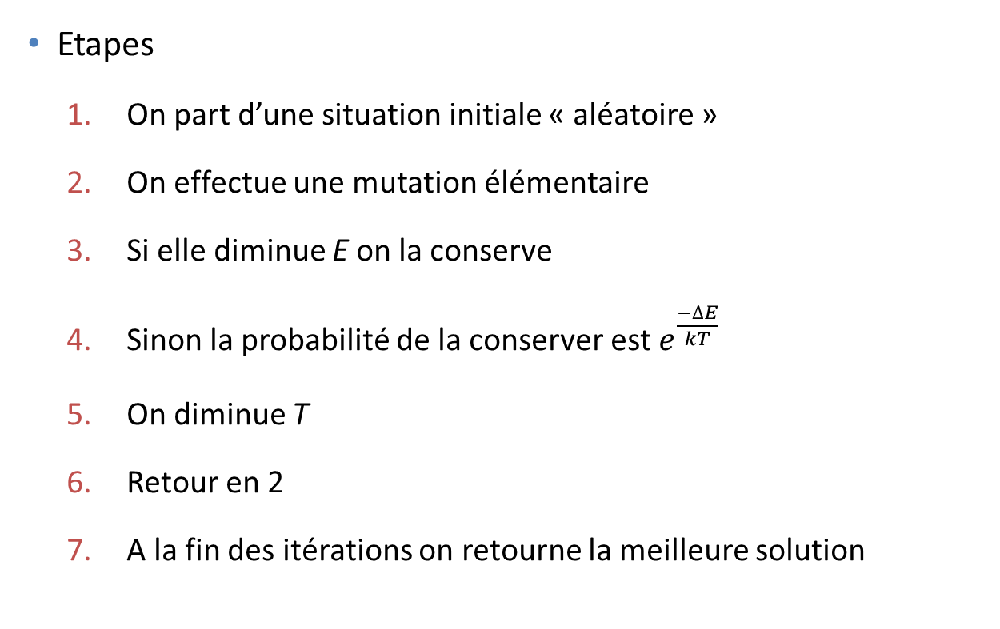 • Etapes
1. On part d’une situation initiale « aléatoire »
2. On effectue une mutation élémentaire
3. Si elle diminue E on la conserve
4. Sinon la probabilité de la conserver est e^(−ΔE/kT)
5. On diminue T
6. Retour en 2
7. A la fin des itérations on retourne la meilleure solution